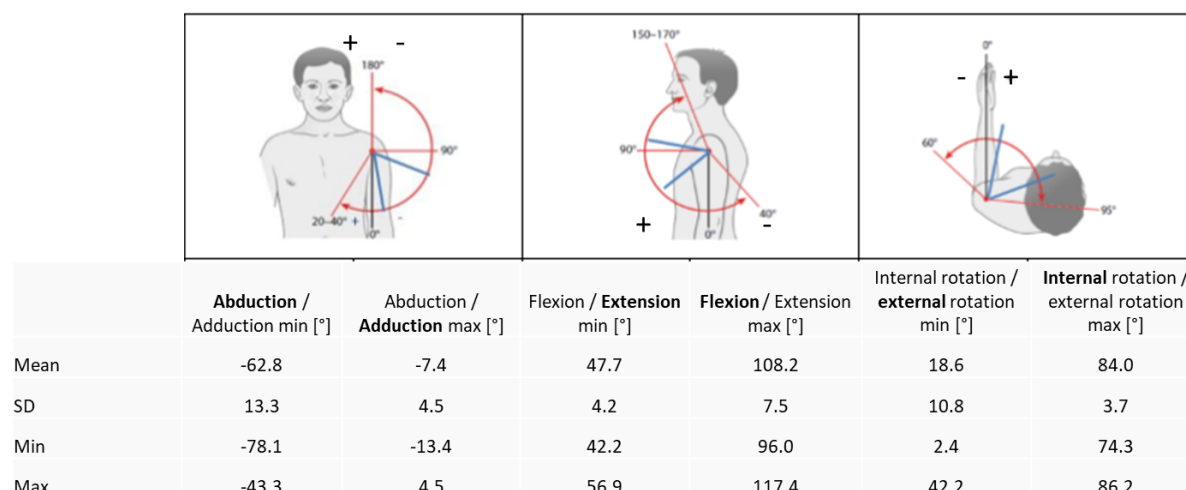 + -
180°
90°
20–40° + -
0°
150–170°
90°
40°
+ -
0°
0°
- +
60°
95°
Abduction / Adduction min [°]
Abduction / Adduction max [°]
Flexion / Extension min [°]
Flexion / Extension max [°]
Internal rotation / external rotation min [°]
Internal rotation / external rotation max [°]
Mean -62.8 -7.4 47.7 108.2 18.6 84.0
SD 13.3 4.5 4.2 7.5 10.8 3.7
Min -78.1 -13.4 42.2 96.0 2.4 74.3
Max -43.3 4.5 56.9 117.4 42.2 86.2